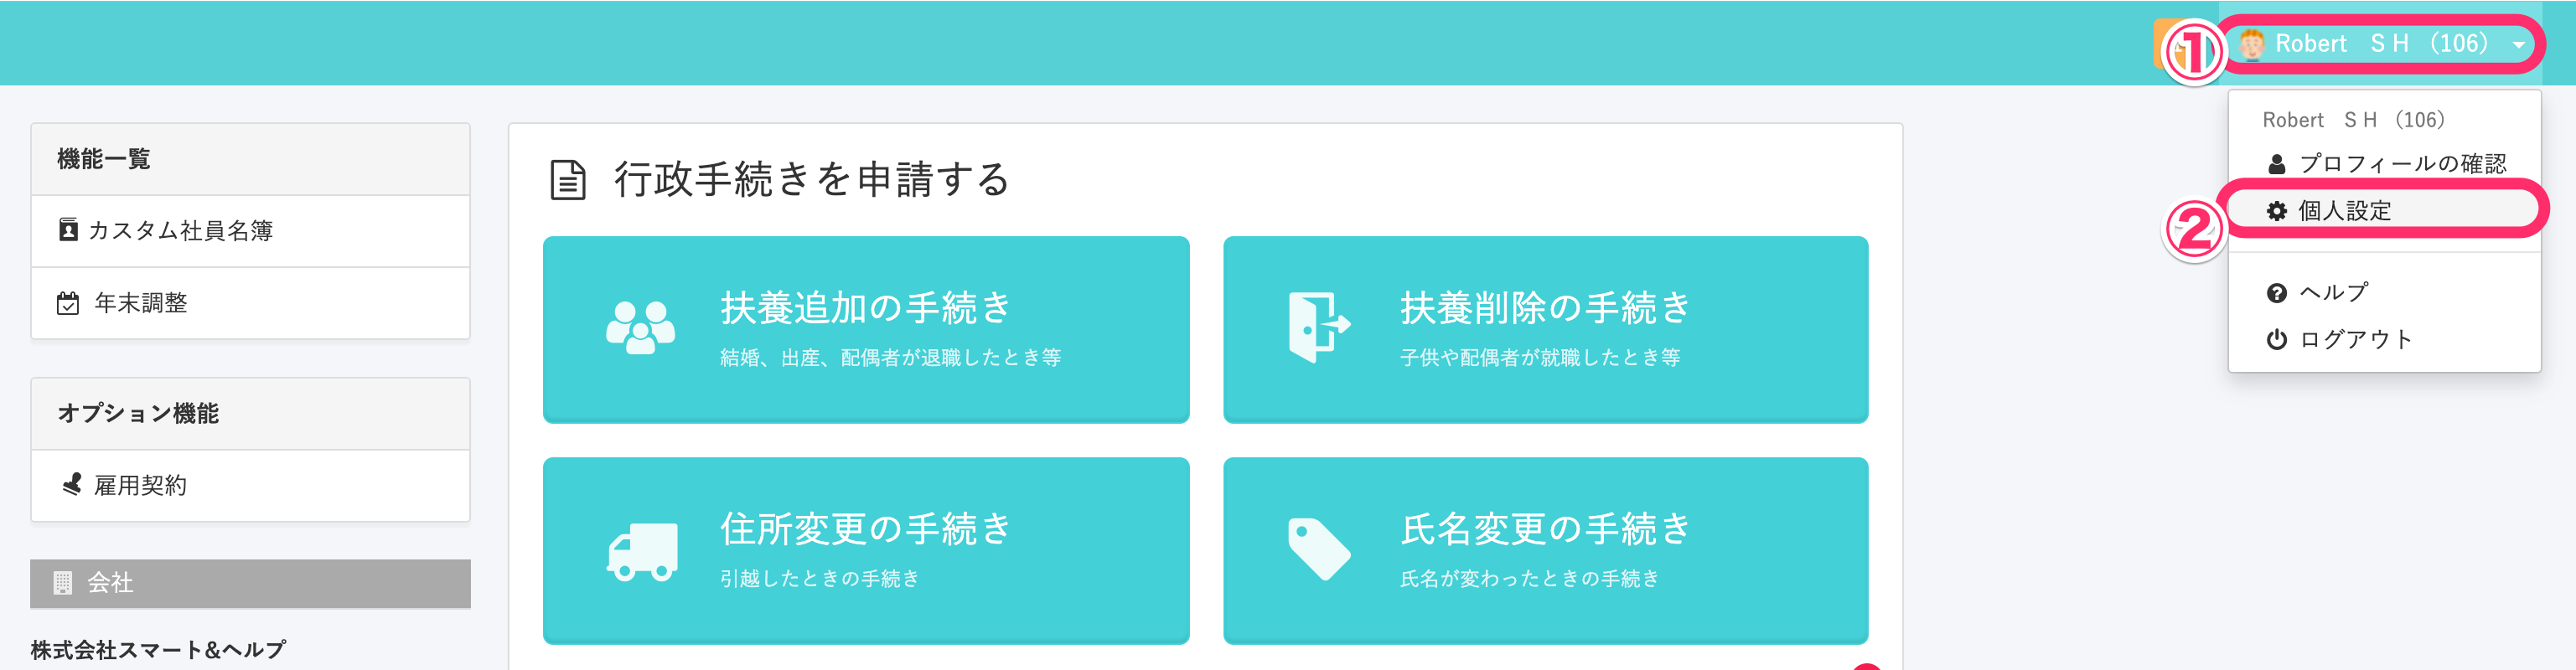 ① Robert S H (106)
Robert S H (106)
プロフィールの確認
② 個人設定
ヘルプ
ログアウト
機能一覧
カスタム社員名簿
年末調整
オプション機能
雇用契約
会社
株式会社スマート&ヘルプ
行政手続きを申請する
扶養追加の手続き
結婚、出産、配偶者が退職したとき等
扶養削除の手続き
子供や配偶者が就職したとき等
住所変更の手続き
引越したときの手続き
氏名変更の手続き
氏名が変わったときの手続き